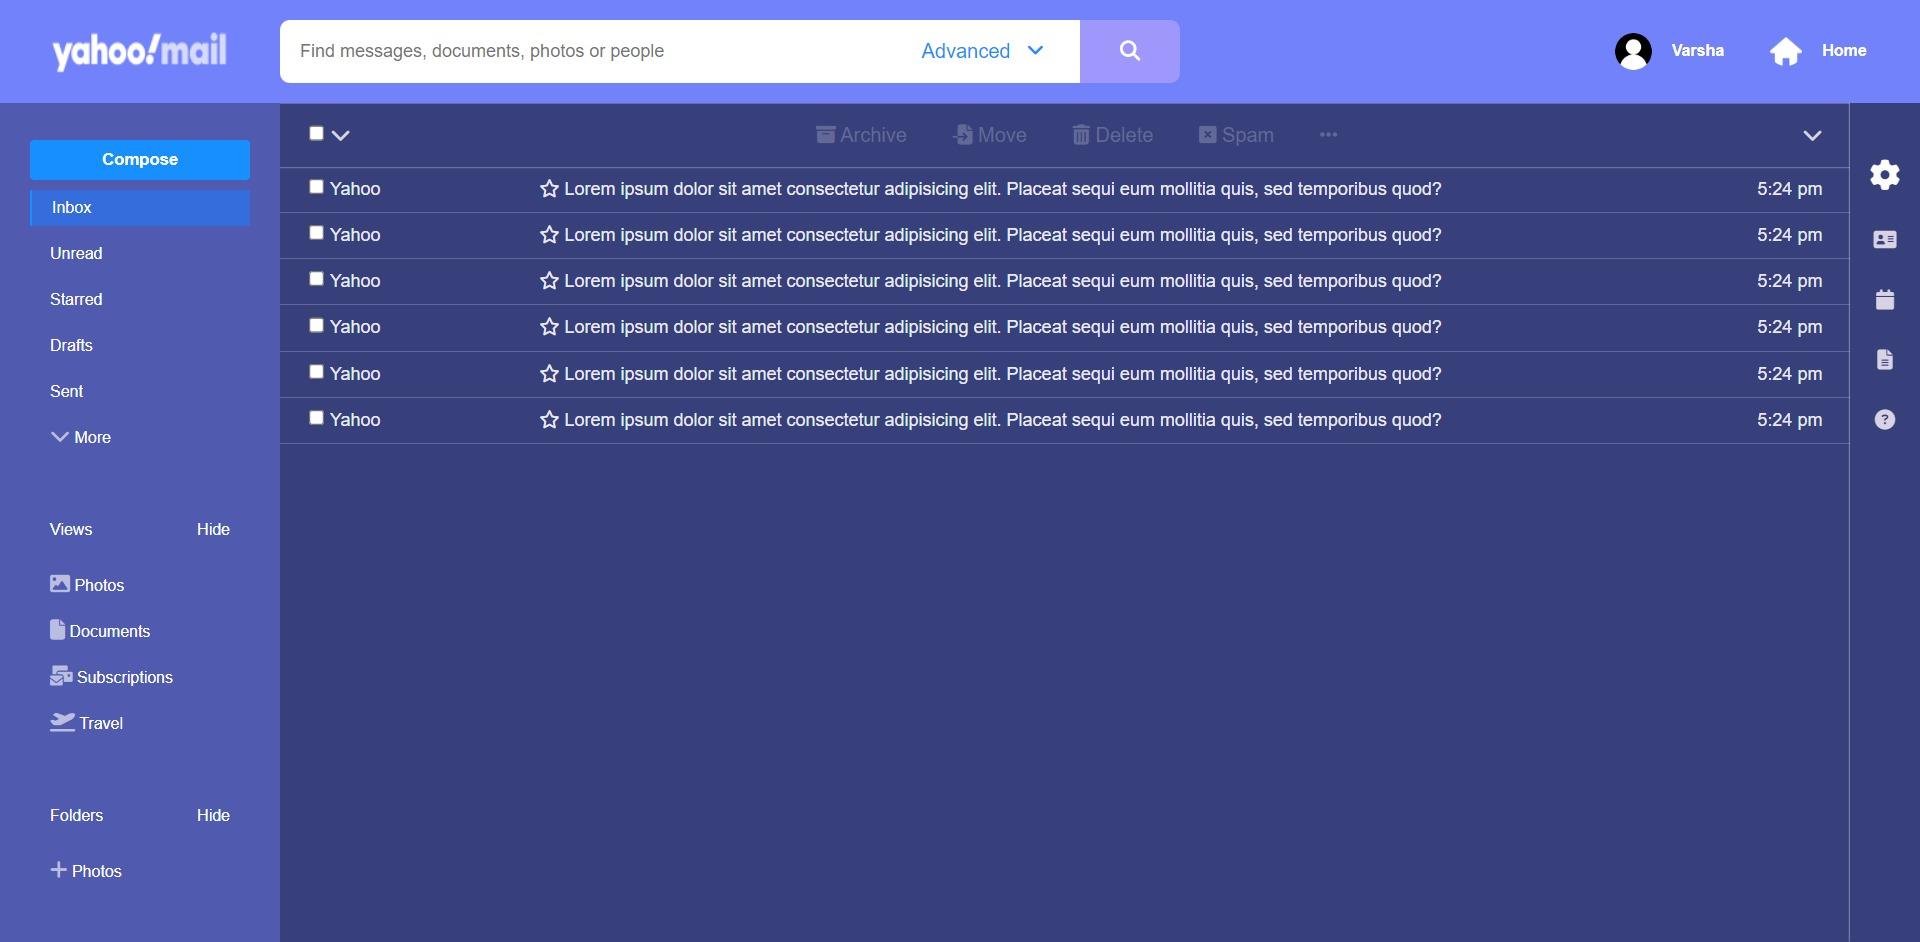 yahoo!mail
Find messages, documents, photos or people
Advanced
Varsha
Home
Compose
Inbox
Unread
Starred
Drafts
Sent
More
Views Hide
Photos
Documents
Subscriptions
Travel
Folders Hide
Photos
Archive Move Delete Spam
Yahoo Lorem ipsum dolor sit amet consectetur adipisicing elit. Placeat sequi eum mollitia quis, sed temporibus quod? 5:24 pm
Yahoo Lorem ipsum dolor sit amet consectetur adipisicing elit. Placeat sequi eum mollitia quis, sed temporibus quod? 5:24 pm
Yahoo Lorem ipsum dolor sit amet consectetur adipisicing elit. Placeat sequi eum mollitia quis, sed temporibus quod? 5:24 pm
Yahoo Lorem ipsum dolor sit amet consectetur adipisicing elit. Placeat sequi eum mollitia quis, sed temporibus quod? 5:24 pm
Yahoo Lorem ipsum dolor sit amet consectetur adipisicing elit. Placeat sequi eum mollitia quis, sed temporibus quod? 5:24 pm
Yahoo Lorem ipsum dolor sit amet consectetur adipisicing elit. Placeat sequi eum mollitia quis, sed temporibus quod? 5:24 pm